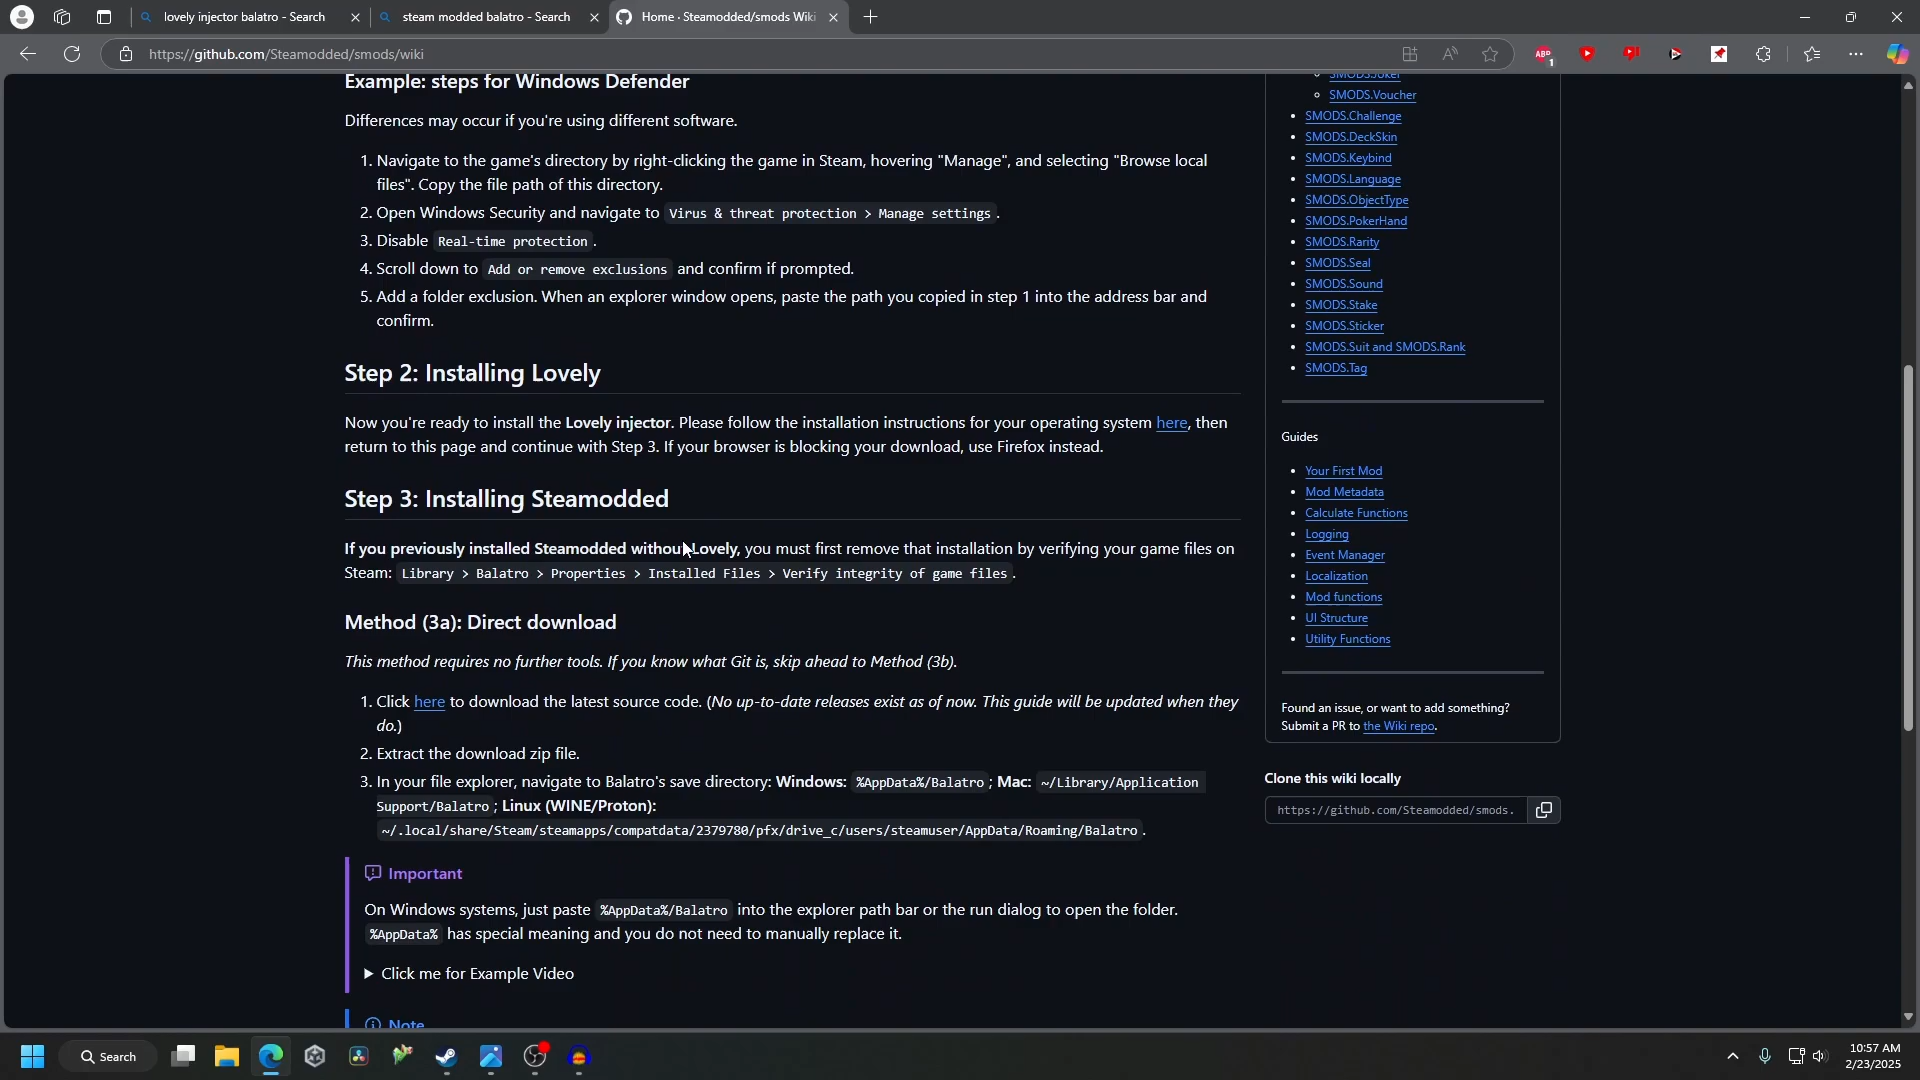 lovely injector balatro - Search
steam modded balatro - Search
Home · Steamodded/smods Wiki
https://github.com/Steamodded/smods/wiki
ABP
1
Example: steps for Windows Defender
Differences may occur if you're using different software.
1. Navigate to the game's directory by right-clicking the game in Steam, hovering "Manage", and selecting "Browse local
files". Copy the file path of this directory.
2. Open Windows Security and navigate to Virus & threat protection > Manage settings .
3. Disable Real-time protection .
4. Scroll down to Add or remove exclusions and confirm if prompted.
5. Add a folder exclusion. When an explorer window opens, paste the path you copied in step 1 into the address bar and
confirm.
Step 2: Installing Lovely
Now you're ready to install the Lovely injector. Please follow the installation instructions for your operating system here, then
return to this page and continue with Step 3. If your browser is blocking your download, use Firefox instead.
Step 3: Installing Steamodded
If you previously installed Steamodded without Lovely, you must first remove that installation by verifying your game files on
Steam: Library > Balatro > Properties > Installed Files > Verify integrity of game files .
Method (3a): Direct download
This method requires no further tools. If you know what Git is, skip ahead to Method (3b).
1. Click here to download the latest source code. (No up-to-date releases exist as of now. This guide will be updated when they
do.)
2. Extract the download zip file.
3. In your file explorer, navigate to Balatro's save directory: Windows: %AppData%/Balatro ; Mac: ~/Library/Application
Support/Balatro ; Linux (WINE/Proton):
~/.local/share/Steam/steamapps/compatdata/2379780/pfx/drive_c/users/steamuser/AppData/Roaming/Balatro .
Important
On Windows systems, just paste %AppData%/Balatro into the explorer path bar or the run dialog to open the folder.
%AppData% has special meaning and you do not need to manually replace it.
Click me for Example Video
Note
SMODS.Joker
SMODS.Voucher
SMODS.Challenge
SMODS.DeckSkin
SMODS.Keybind
SMODS.Language
SMODS.ObjectType
SMODS.PokerHand
SMODS.Rarity
SMODS.Seal
SMODS.Sound
SMODS.Stake
SMODS.Sticker
SMODS.Suit and SMODS.Rank
SMODS.Tag
Guides
Your First Mod
Mod Metadata
Calculate Functions
Logging
Event Manager
Localization
Mod functions
UI Structure
Utility Functions
Found an issue, or want to add something?
Submit a PR to the Wiki repo.
Clone this wiki locally
https://github.com/Steamodded/smods.
Search
10:57 AM
2/23/2025